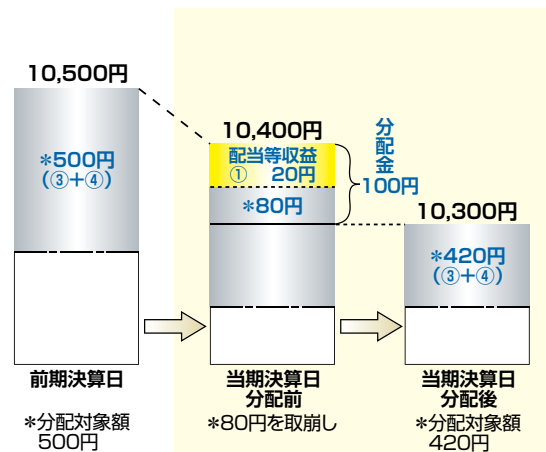 10,500円
＊500円
（③＋④）
前期決算日
＊分配対象額
500円
10,400円
配当等収益
① 20円
＊80円
分配金
100円
当期決算日
分配前
＊80円を取崩し
10,300円
＊420円
（③＋④）
当期決算日
分配後
＊分配対象額
420円